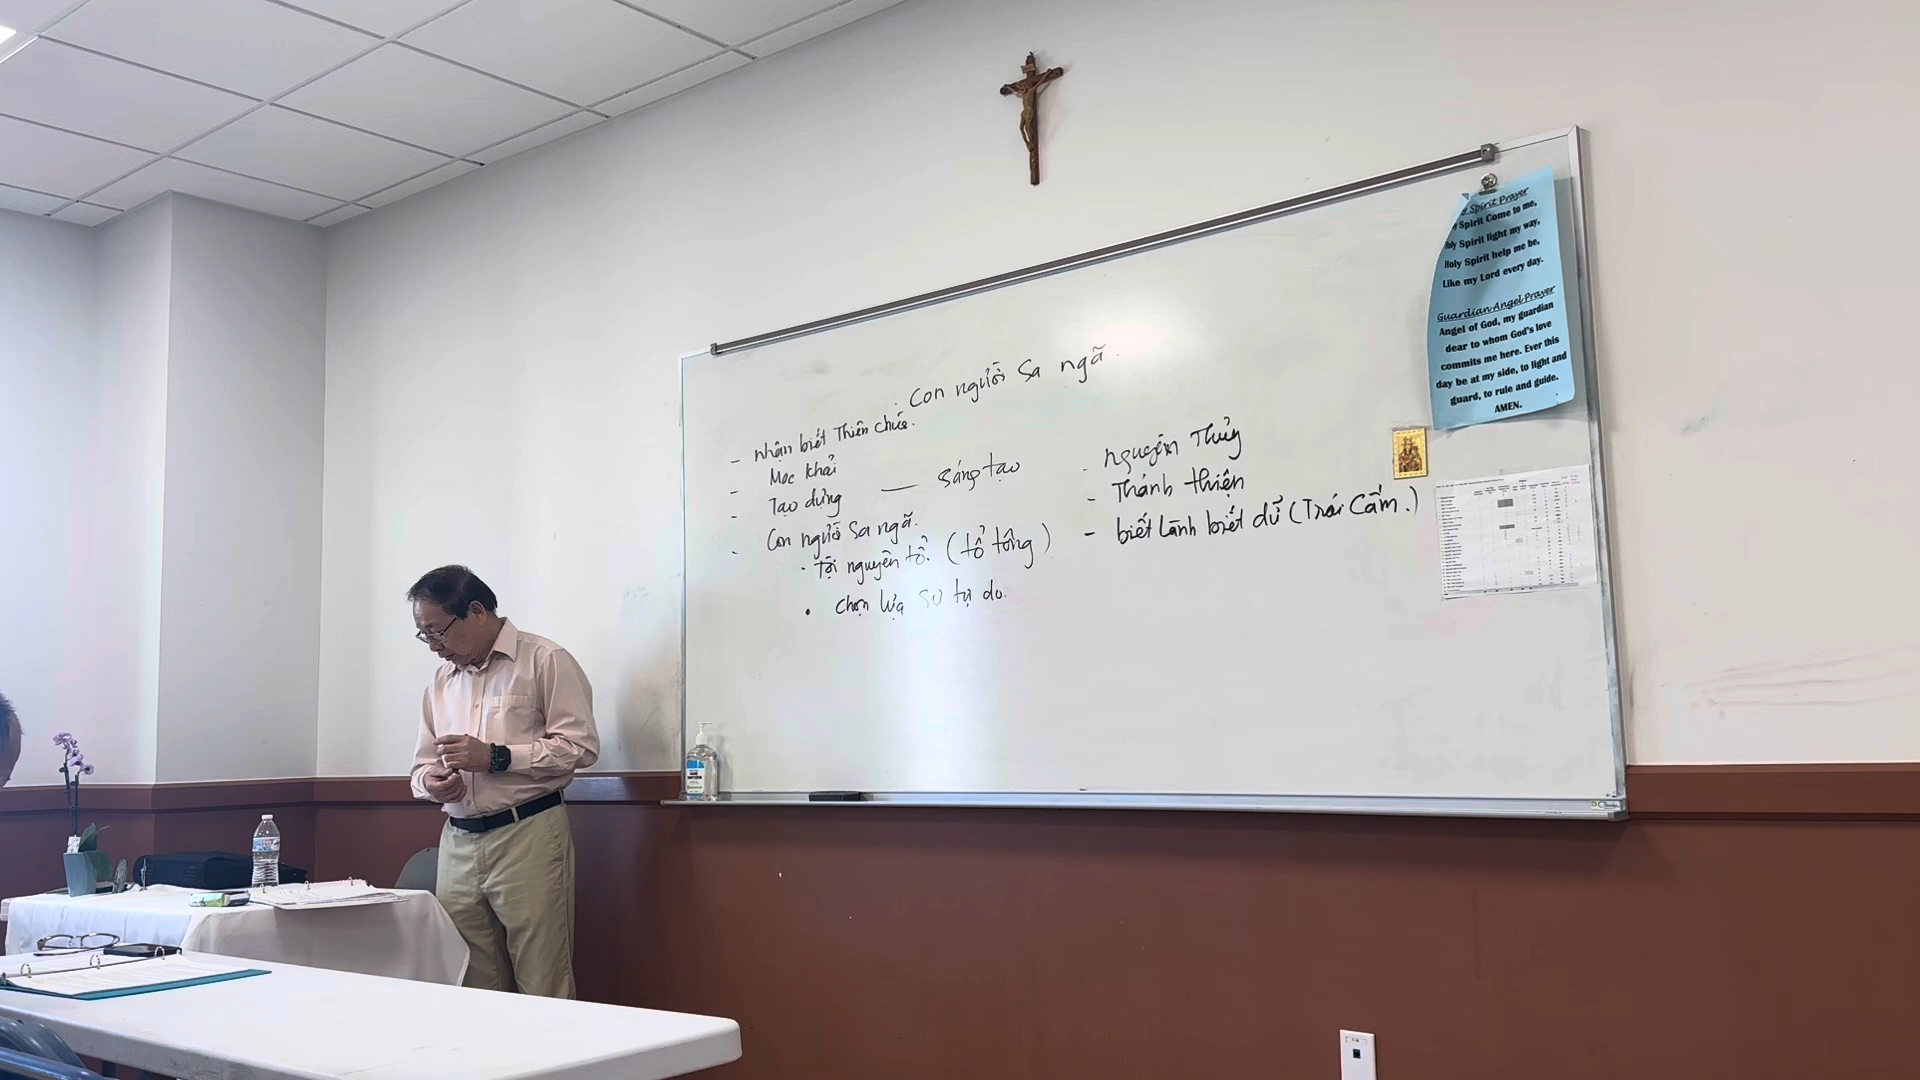 Con người Sa ngã
- nhận biết Thiên chúa.
- Mạc khải
- Tạo dựng — Sáng tạo
- Con người Sa ngã.
· Tội nguyên tổ. (tổ tông)
• chọn lựa Sự tự do.
- Nguyên Thủy
- Thánh thiện
- biết Lành biết dữ (Trái Cấm.)
Spirit Prayer
Spirit Come to me,
Holy Spirit light my way,
Holy Spirit help me be,
Like my Lord every day.
Guardian Angel Prayer
Angel of God, my guardian
dear to whom God's love
commits me here. Ever this
day be at my side, to light and
guard, to rule and guide.
AMEN.